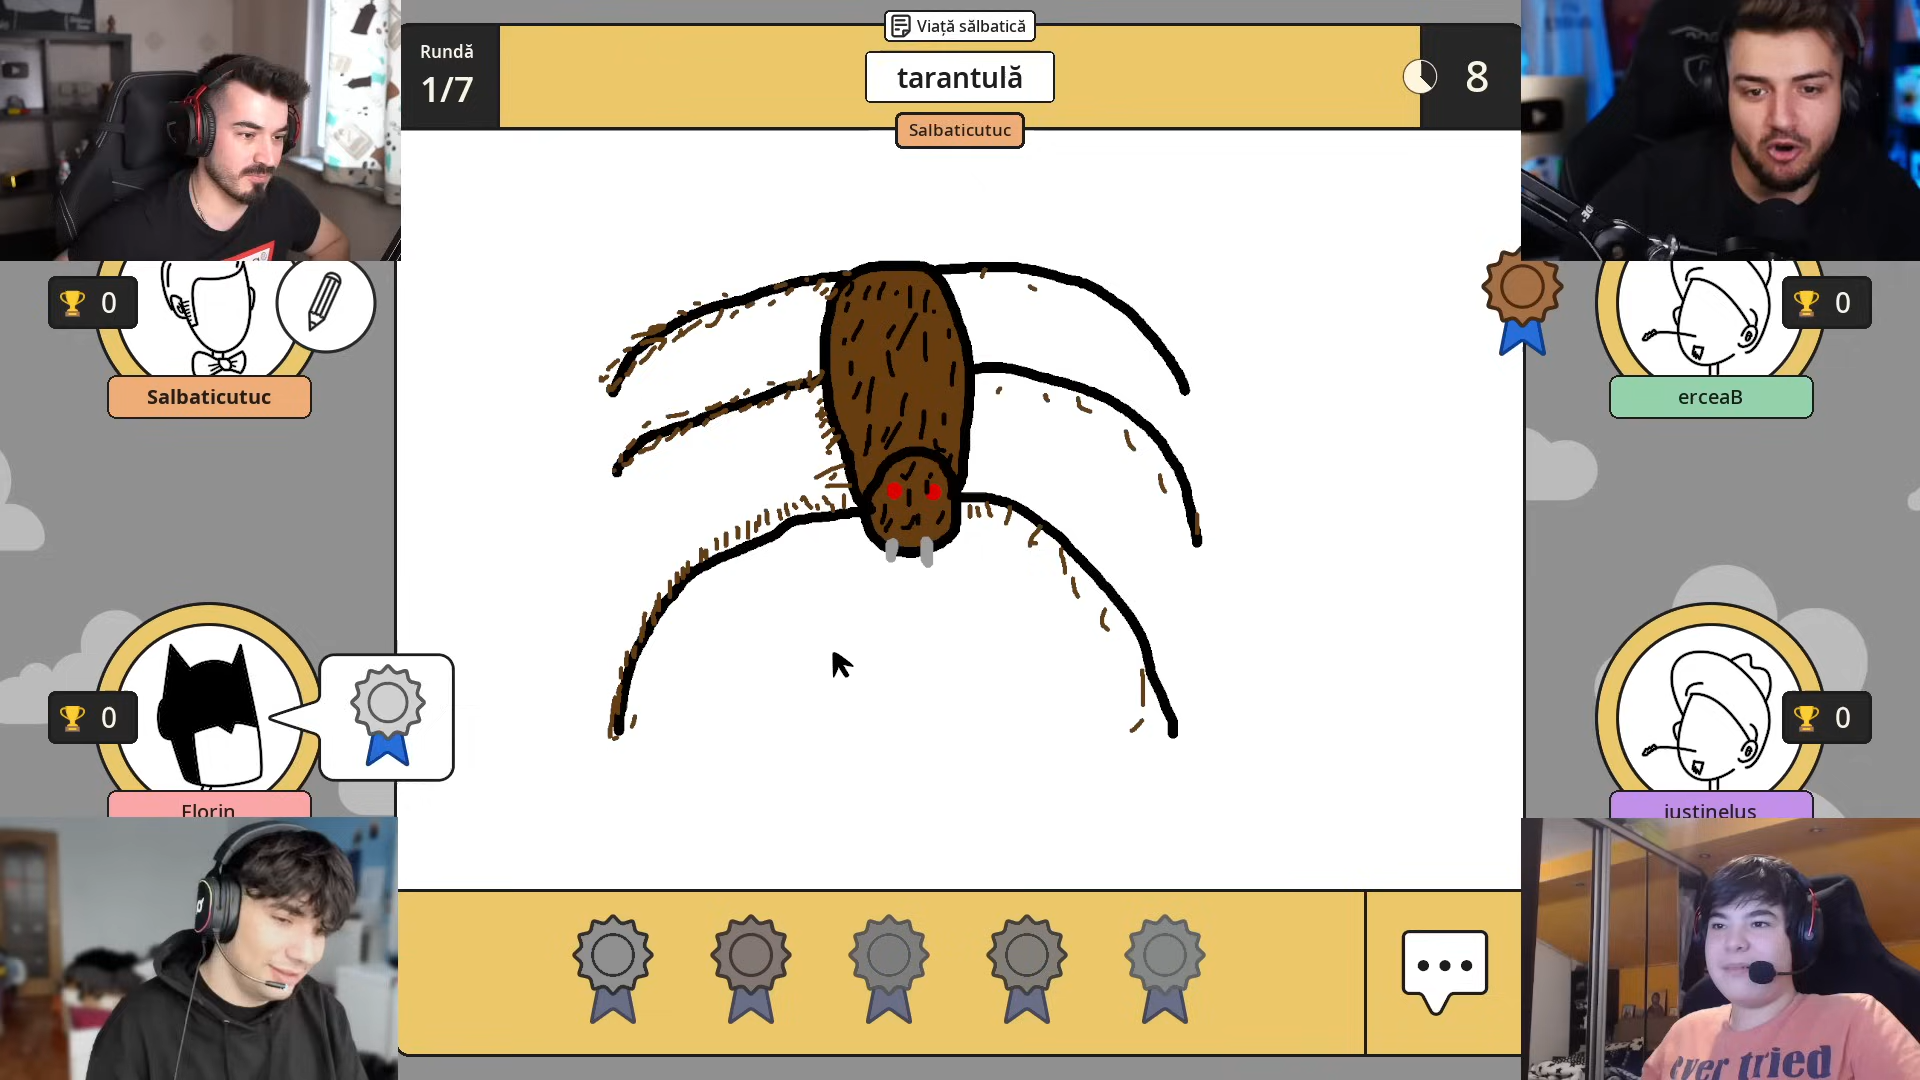 Viață sălbatică
Rundă
1/7
tarantulă
8
Salbaticutuc
0
0
Salbaticutuc
erceaB
0
0
Florin
iustinelus
ever tried